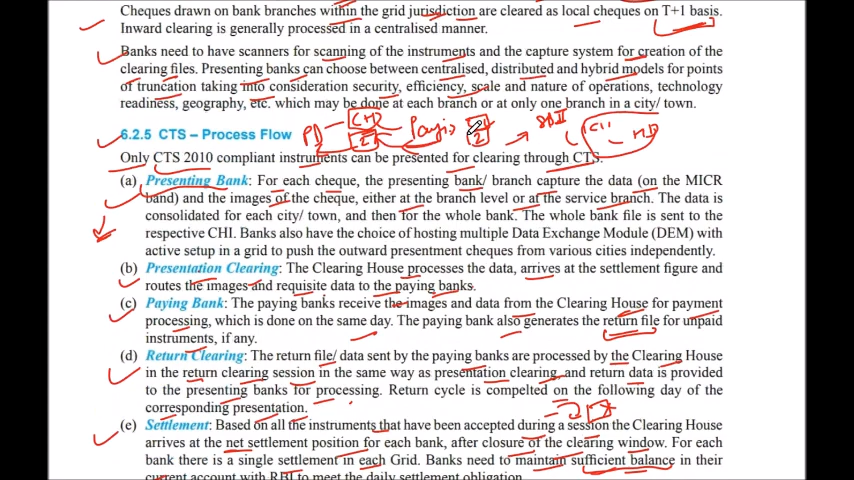 Cheques drawn on bank branches within the grid jurisdiction are cleared as local cheques on T+1 basis.
Inward clearing is generally processed in a centralised manner.
Banks need to have scanners for scanning of the instruments and the capture system for creation of the
clearing files. Presenting banks can choose between centralised, distributed and hybrid models for points
of truncation taking into consideration security, efficiency, scale and nature of operations, technology
readiness, geography, etc. which may be done at each branch or at only one branch in a city/ town.
6.2.5 CTS – Process Flow
Only CTS 2010 compliant instruments can be presented for clearing through CTS.
(a) Presenting Bank: For each cheque, the presenting bank/ branch capture the data (on the MICR
band) and the images of the cheque, either at the branch level or at the service branch. The data is
consolidated for each city/ town, and then for the whole bank. The whole bank file is sent to the
respective CHI. Banks also have the choice of hosting multiple Data Exchange Module (DEM) with
active setup in a grid to push the outward presentment cheques from various cities independently.
(b) Presentation Clearing: The Clearing House processes the data, arrives at the settlement figure and
routes the images and requisite data to the paying banks.
(c) Paying Bank: The paying banks receive the images and data from the Clearing House for payment
processing, which is done on the same day. The paying bank also generates the return file for unpaid
instruments, if any.
(d) Return Clearing: The return file/ data sent by the paying banks are processed by the Clearing House
in the return clearing session in the same way as presentation clearing, and return data is provided
to the presenting banks for processing. Return cycle is compelted on the following day of the
corresponding presentation.
(e) Settlement: Based on all the instruments that have been accepted during a session the Clearing House
arrives at the net settlement position for each bank, after closure of the clearing window. For each
bank there is a single settlement in each Grid. Banks need to maintain sufficient balance in their
current account with RBI to meet the daily settlement obligation.